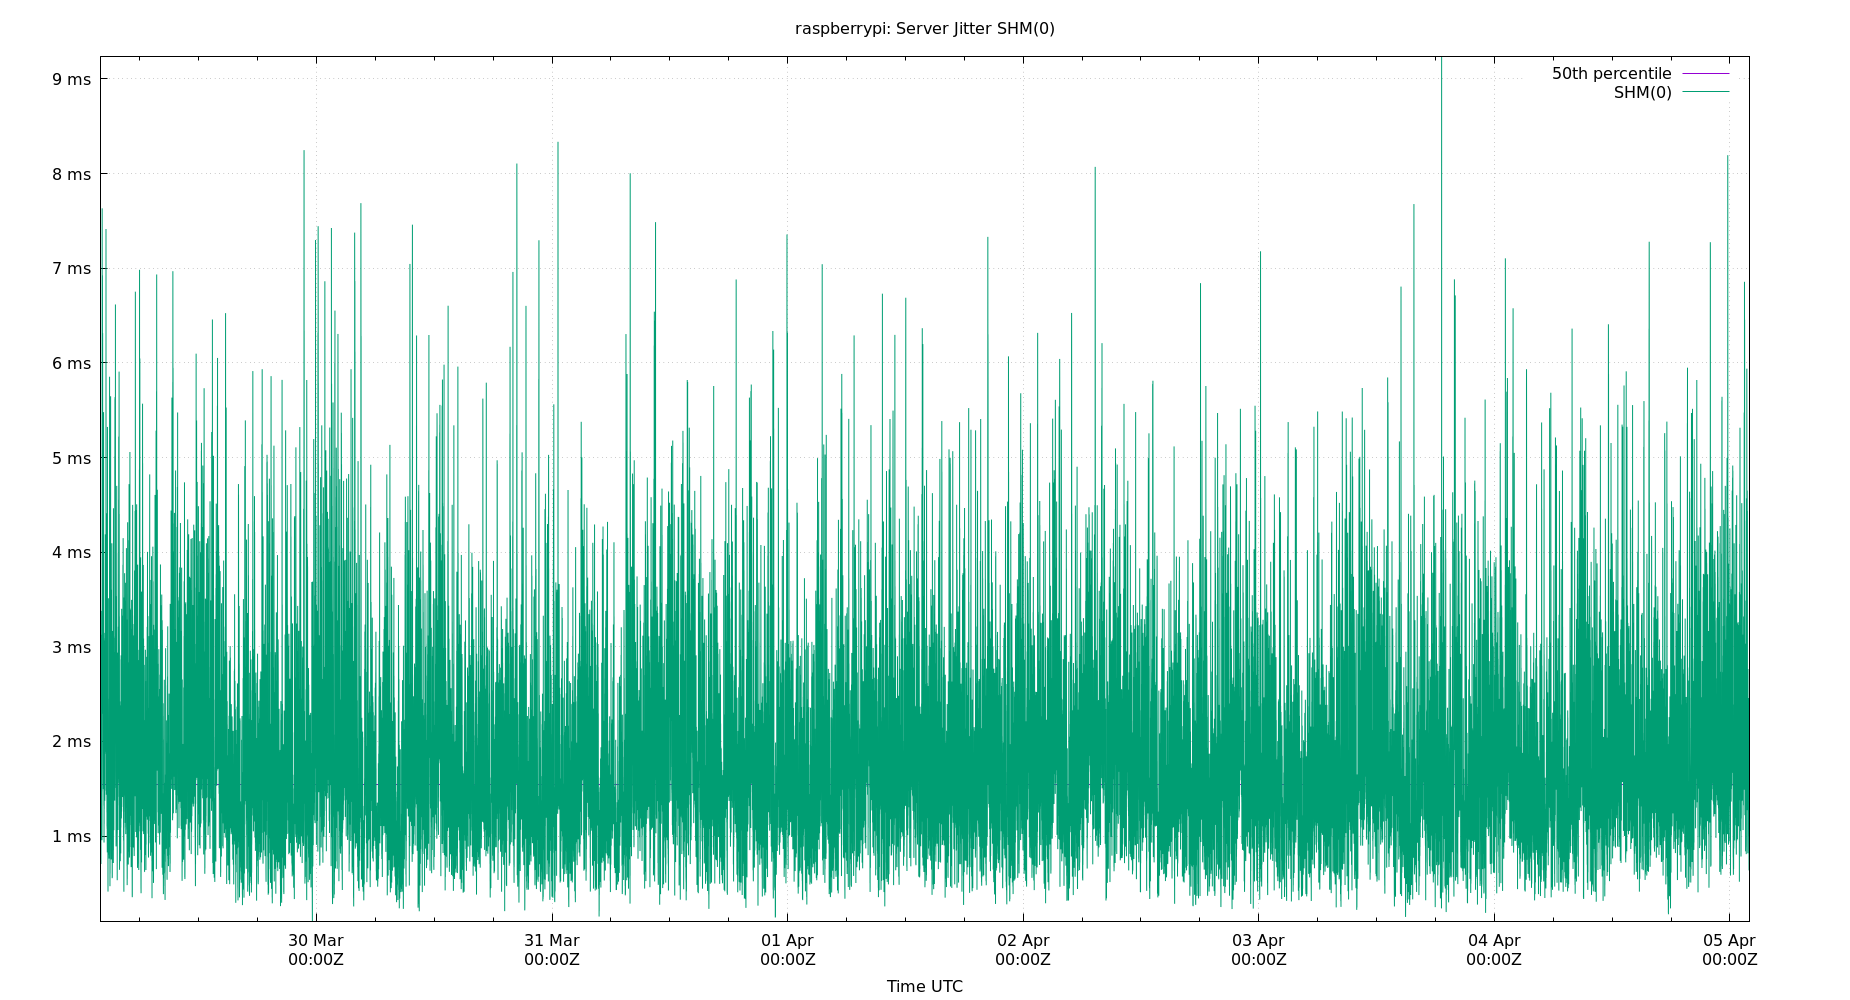 raspberrypi: Server Jitter SHM(0)
50th percentile
SHM(0)
9 ms
8 ms
7 ms
6 ms
5 ms
4 ms
3 ms
2 ms
1 ms
30 Mar 31 Mar 01 Apr 02 Apr 03 Apr 04 Apr 05 Apr
00:00Z 00:00Z 00:00Z 00:00Z 00:00Z 00:00Z 00:00Z
Time UTC